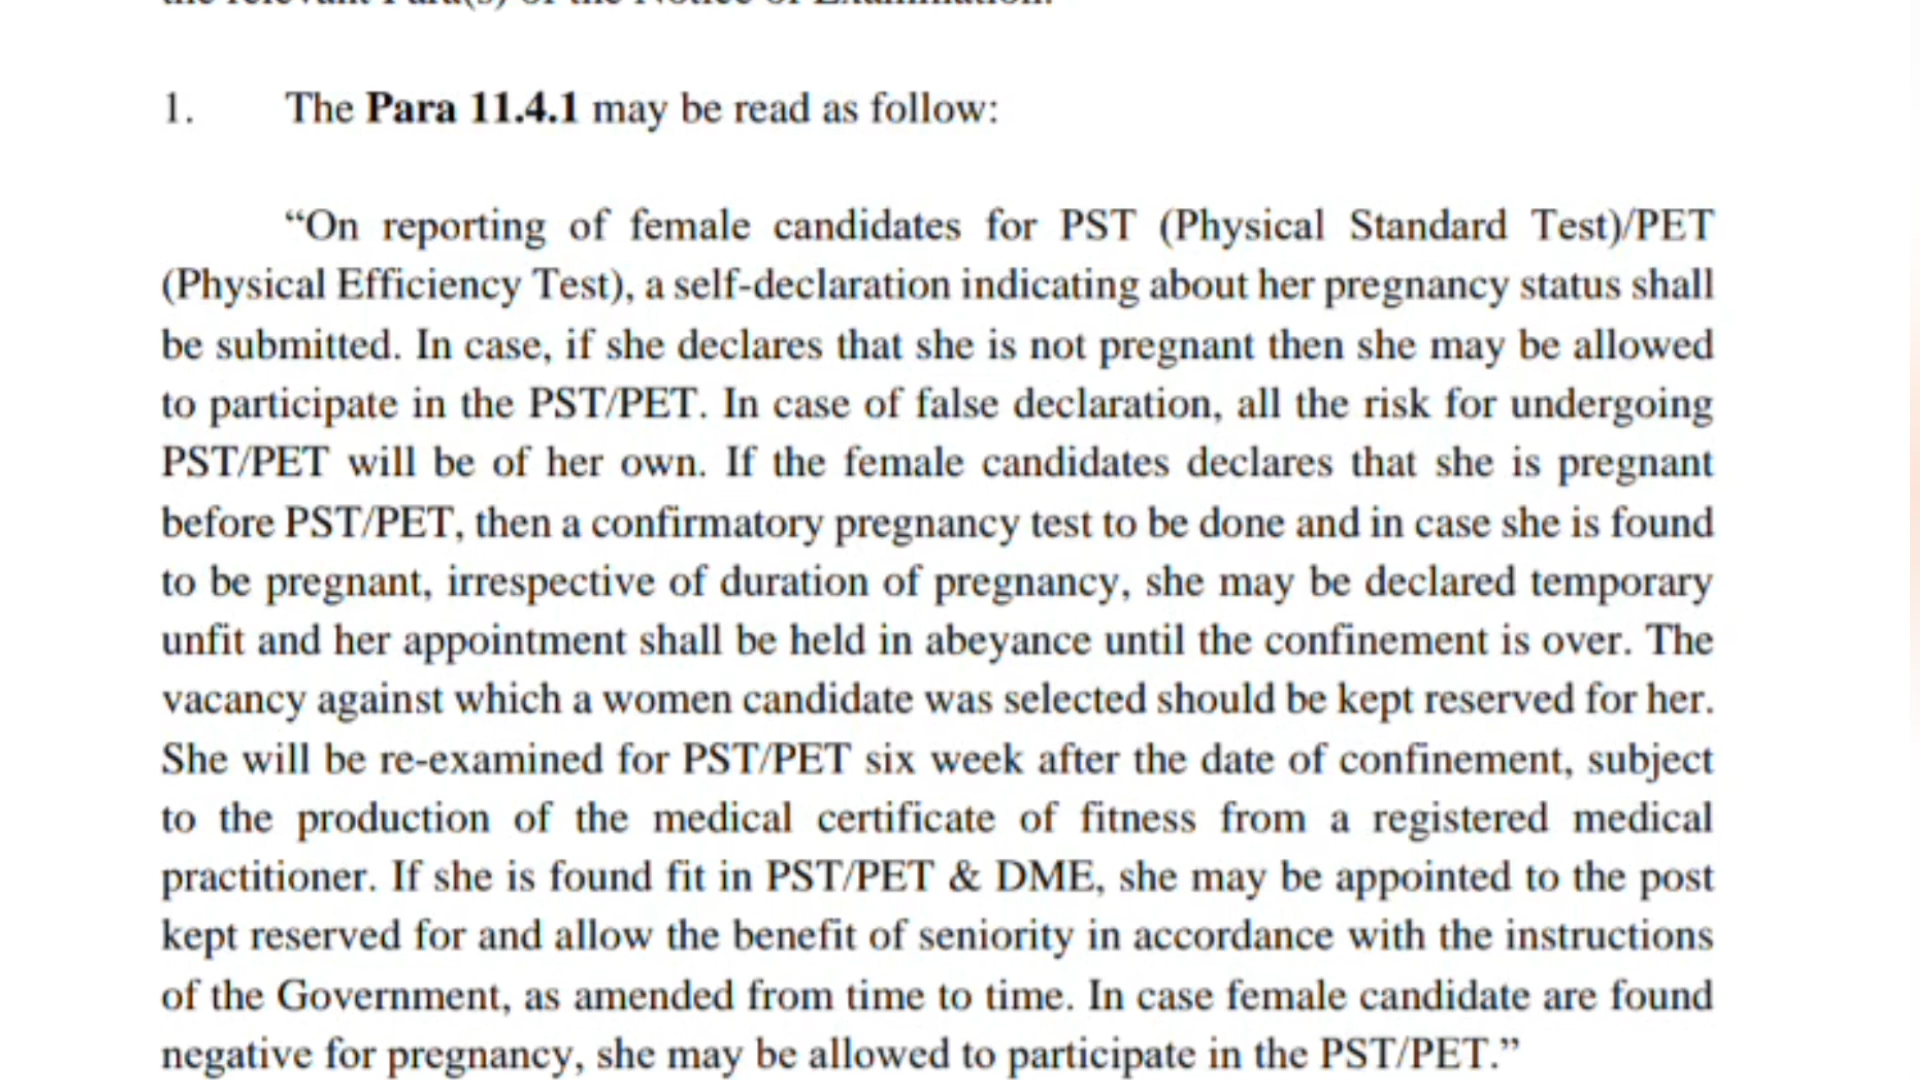 the relevant Para(s) of the Notice of Examination.
1. The Para 11.4.1 may be read as follow:
“On reporting of female candidates for PST (Physical Standard Test)/PET
(Physical Efficiency Test), a self-declaration indicating about her pregnancy status shall
be submitted. In case, if she declares that she is not pregnant then she may be allowed
to participate in the PST/PET. In case of false declaration, all the risk for undergoing
PST/PET will be of her own. If the female candidates declares that she is pregnant
before PST/PET, then a confirmatory pregnancy test to be done and in case she is found
to be pregnant, irrespective of duration of pregnancy, she may be declared temporary
unfit and her appointment shall be held in abeyance until the confinement is over. The
vacancy against which a women candidate was selected should be kept reserved for her.
She will be re-examined for PST/PET six week after the date of confinement, subject
to the production of the medical certificate of fitness from a registered medical
practitioner. If she is found fit in PST/PET & DME, she may be appointed to the post
kept reserved for and allow the benefit of seniority in accordance with the instructions
of the Government, as amended from time to time. In case female candidate are found
negative for pregnancy, she may be allowed to participate in the PST/PET.”